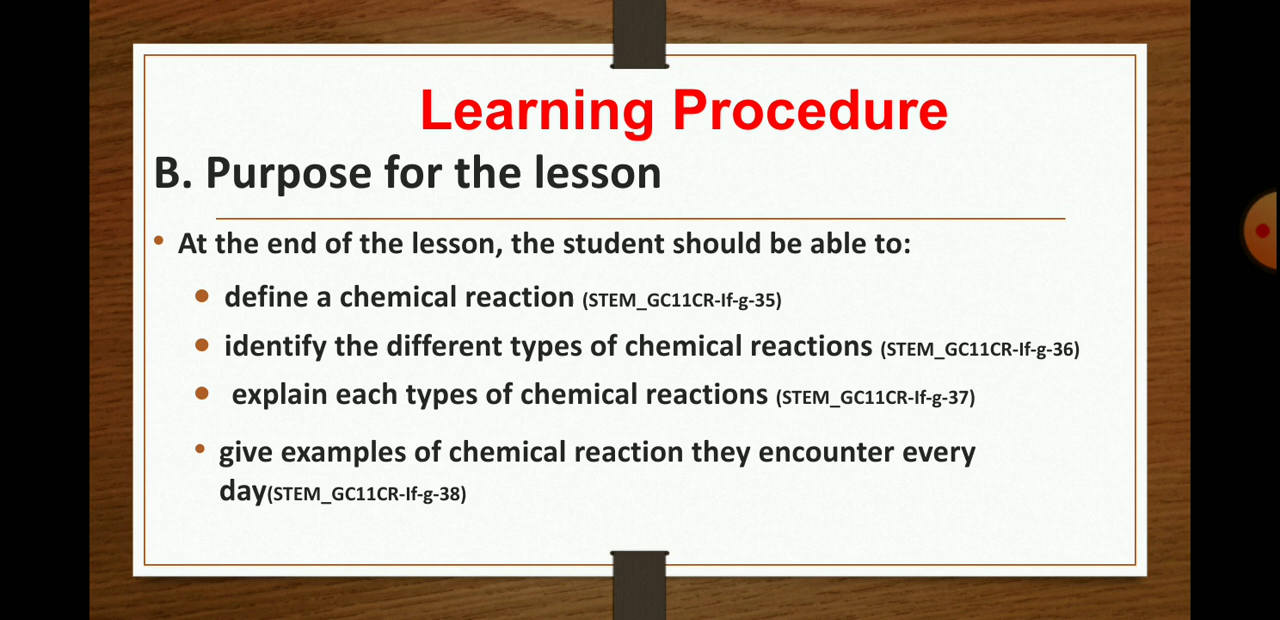 Learning Procedure
B. Purpose for the lesson
• At the end of the lesson, the student should be able to:
• define a chemical reaction (STEM_GC11CR-If-g-35)
• identify the different types of chemical reactions (STEM_GC11CR-If-g-36)
• explain each types of chemical reactions (STEM_GC11CR-If-g-37)
• give examples of chemical reaction they encounter every
day(STEM_GC11CR-If-g-38)